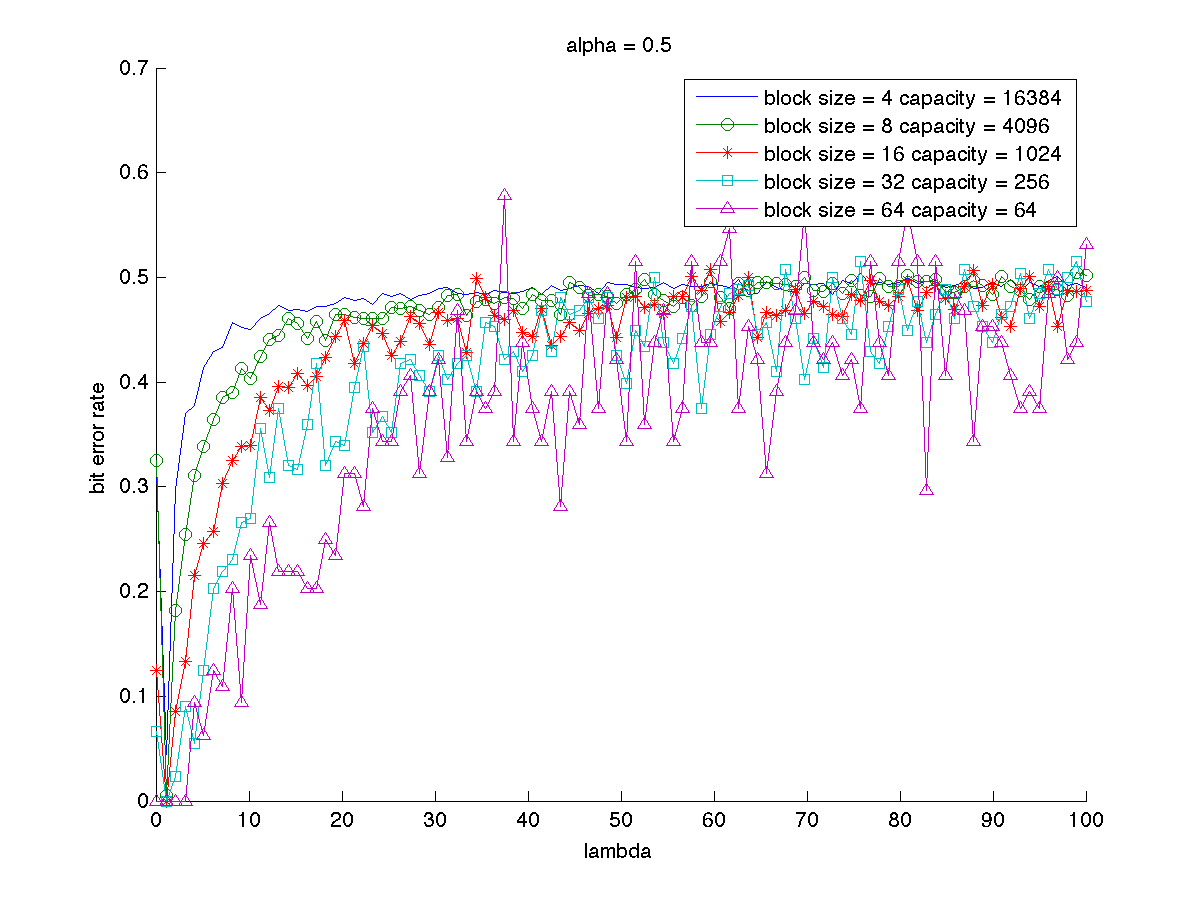 alpha = 0.5
0.7
0.6
0.5
0.4
0.3
0.2
0.1
0
bit error rate
block size = 4 capacity = 16384
block size = 8 capacity = 4096
block size = 16 capacity = 1024
block size = 32 capacity = 256
block size = 64 capacity = 64
0 10 20 30 40 50 60 70 80 90 100
lambda